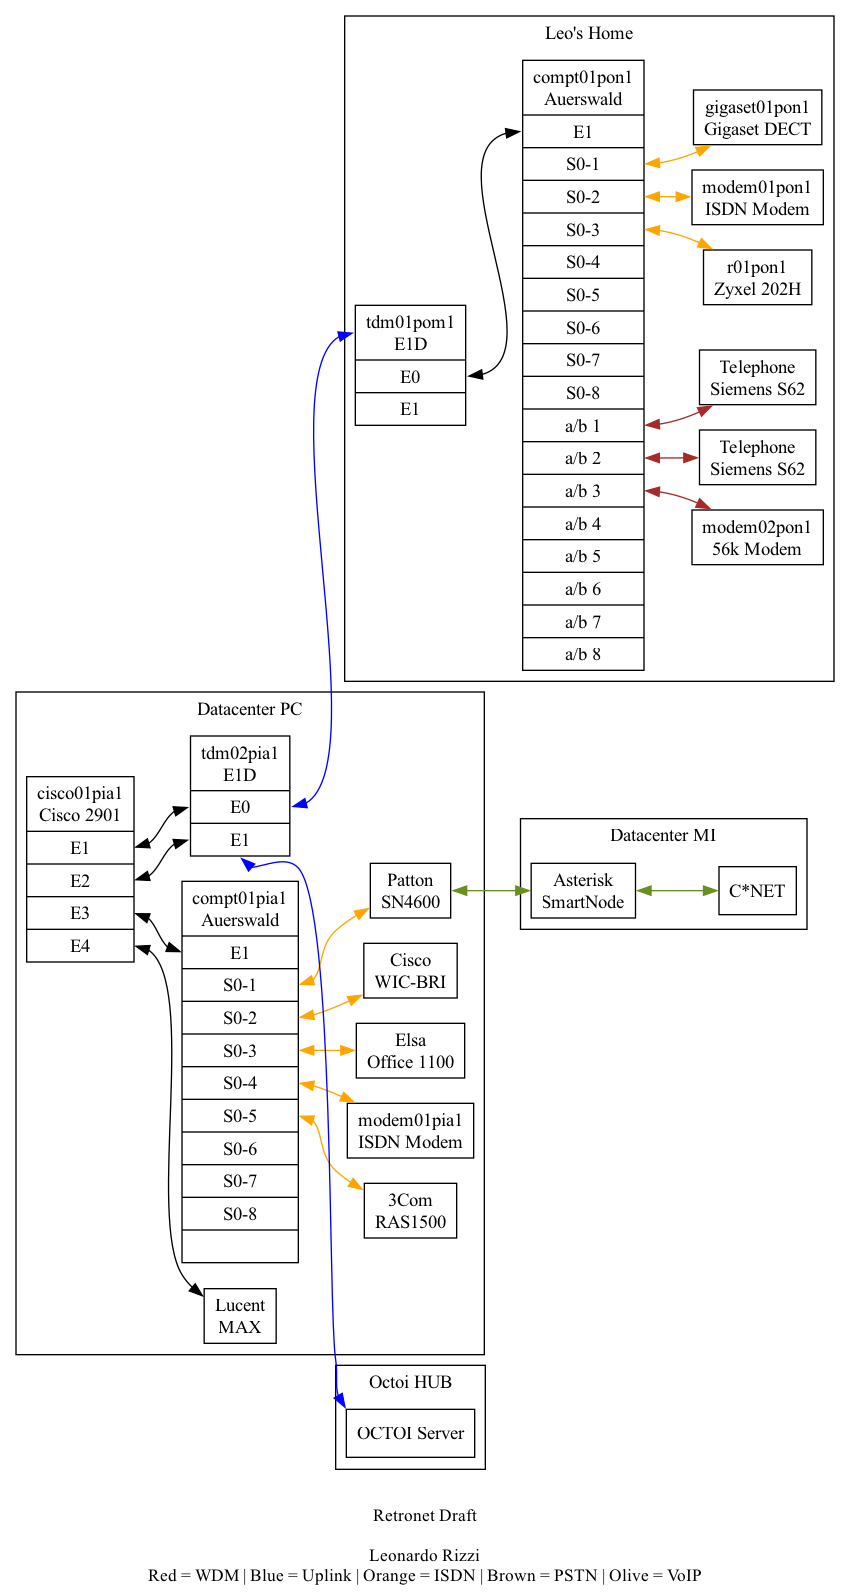 Leo's Home
compt01pon1
Auerswald
E1
S0-1
S0-2
S0-3
S0-4
S0-5
S0-6
S0-7
S0-8
a/b 1
a/b 2
a/b 3
a/b 4
a/b 5
a/b 6
a/b 7
a/b 8
gigaset01pon1
Gigaset DECT
modem01pon1
ISDN Modem
r01pon1
Zyxel 202H
Telephone
Siemens S62
Telephone
Siemens S62
modem02pon1
56k Modem
tdm01pom1
E1D
E0
E1
Datacenter PC
tdm02pia1
E1D
E0
E1
cisco01pia1
Cisco 2901
E1
E2
E3
E4
compt01pia1
Auerswald
E1
S0-1
S0-2
S0-3
S0-4
S0-5
S0-6
S0-7
S0-8
Patton
SN4600
Cisco
WIC-BRI
Elsa
Office 1100
modem01pia1
ISDN Modem
3Com
RAS1500
Lucent
MAX
Datacenter MI
Asterisk
SmartNode
C*NET
Octoi HUB
OCTOI Server
Retronet Draft
Leonardo Rizzi
Red = WDM | Blue = Uplink | Orange = ISDN | Brown = PSTN | Olive = VoIP